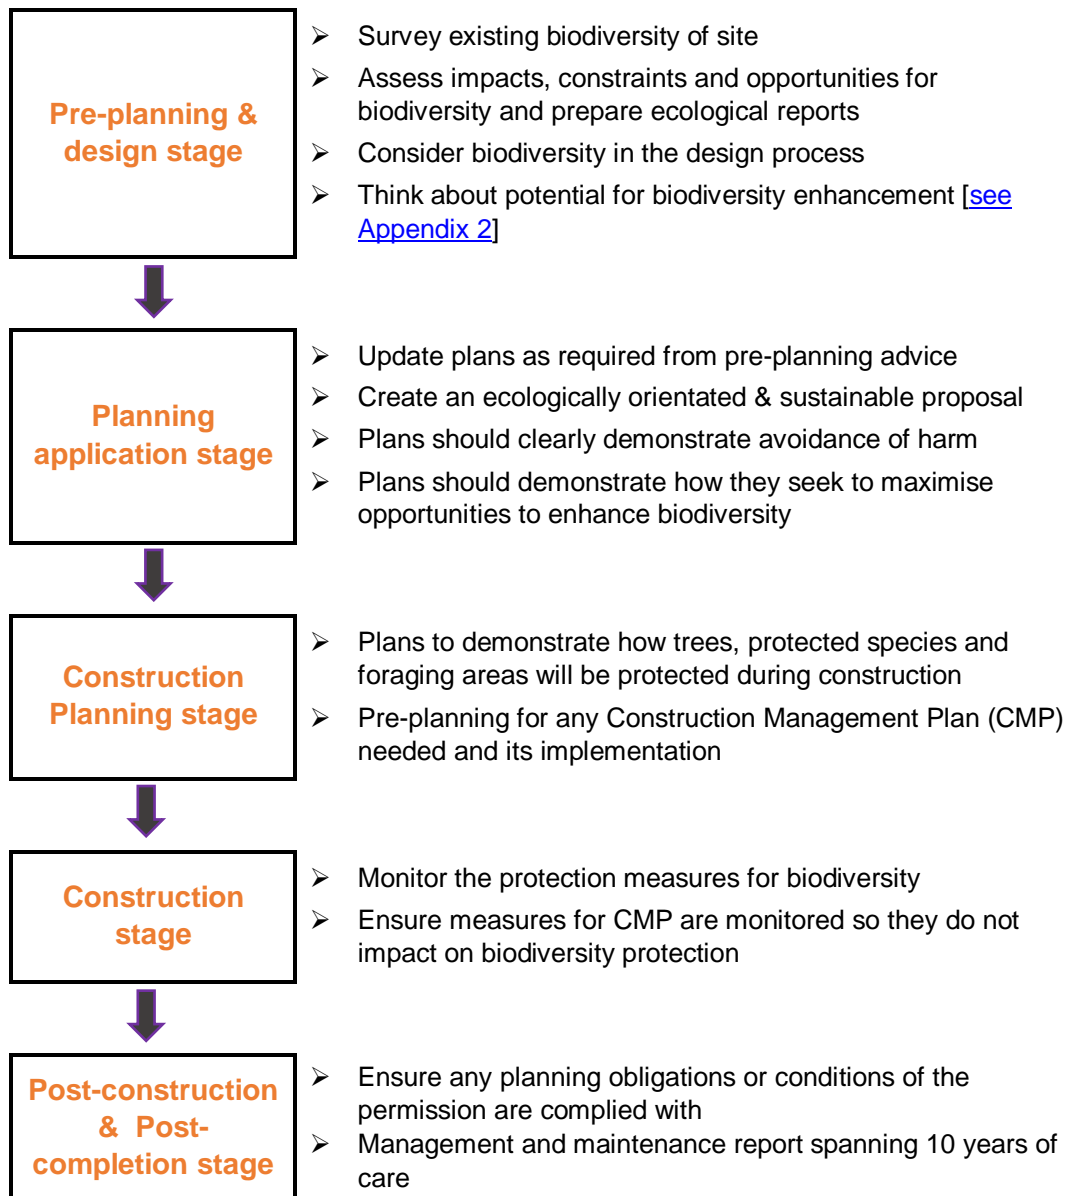 Pre-planning &
design stage
➢ Survey existing biodiversity of site
➢ Assess impacts, constraints and opportunities for
biodiversity and prepare ecological reports
➢ Consider biodiversity in the design process
➢ Think about potential for biodiversity enhancement [see
Appendix 2]
Planning
application stage
➢ Update plans as required from pre-planning advice
➢ Create an ecologically orientated & sustainable proposal
➢ Plans should clearly demonstrate avoidance of harm
➢ Plans should demonstrate how they seek to maximise
opportunities to enhance biodiversity
Construction
Planning stage
➢ Plans to demonstrate how trees, protected species and
foraging areas will be protected during construction
➢ Pre-planning for any Construction Management Plan (CMP)
needed and its implementation
Construction
stage
➢ Monitor the protection measures for biodiversity
➢ Ensure measures for CMP are monitored so they do not
impact on biodiversity protection
Post-construction
& Post-
completion stage
➢ Ensure any planning obligations or conditions of the
permission are complied with
➢ Management and maintenance report spanning 10 years of
care